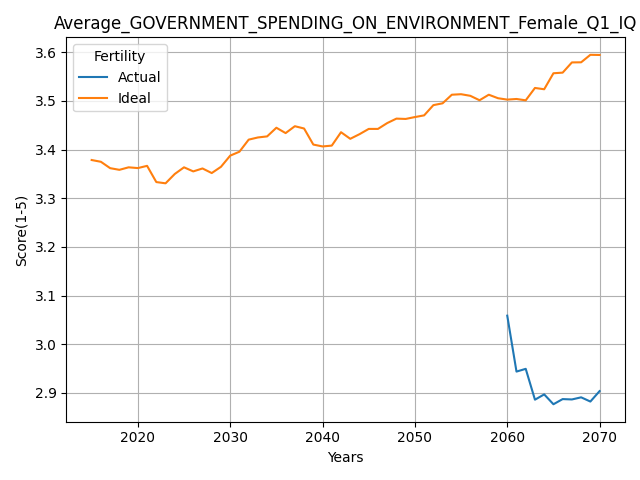 Average_GOVERNMENT_SPENDING_ON_ENVIRONMENT_Female_Q1_IQ
Fertility
Actual
Ideal
3.6
3.5
3.4
3.3
3.2
3.1
3.0
2.9
Score(1-5)
2020 2030 2040 2050 2060 2070
Years